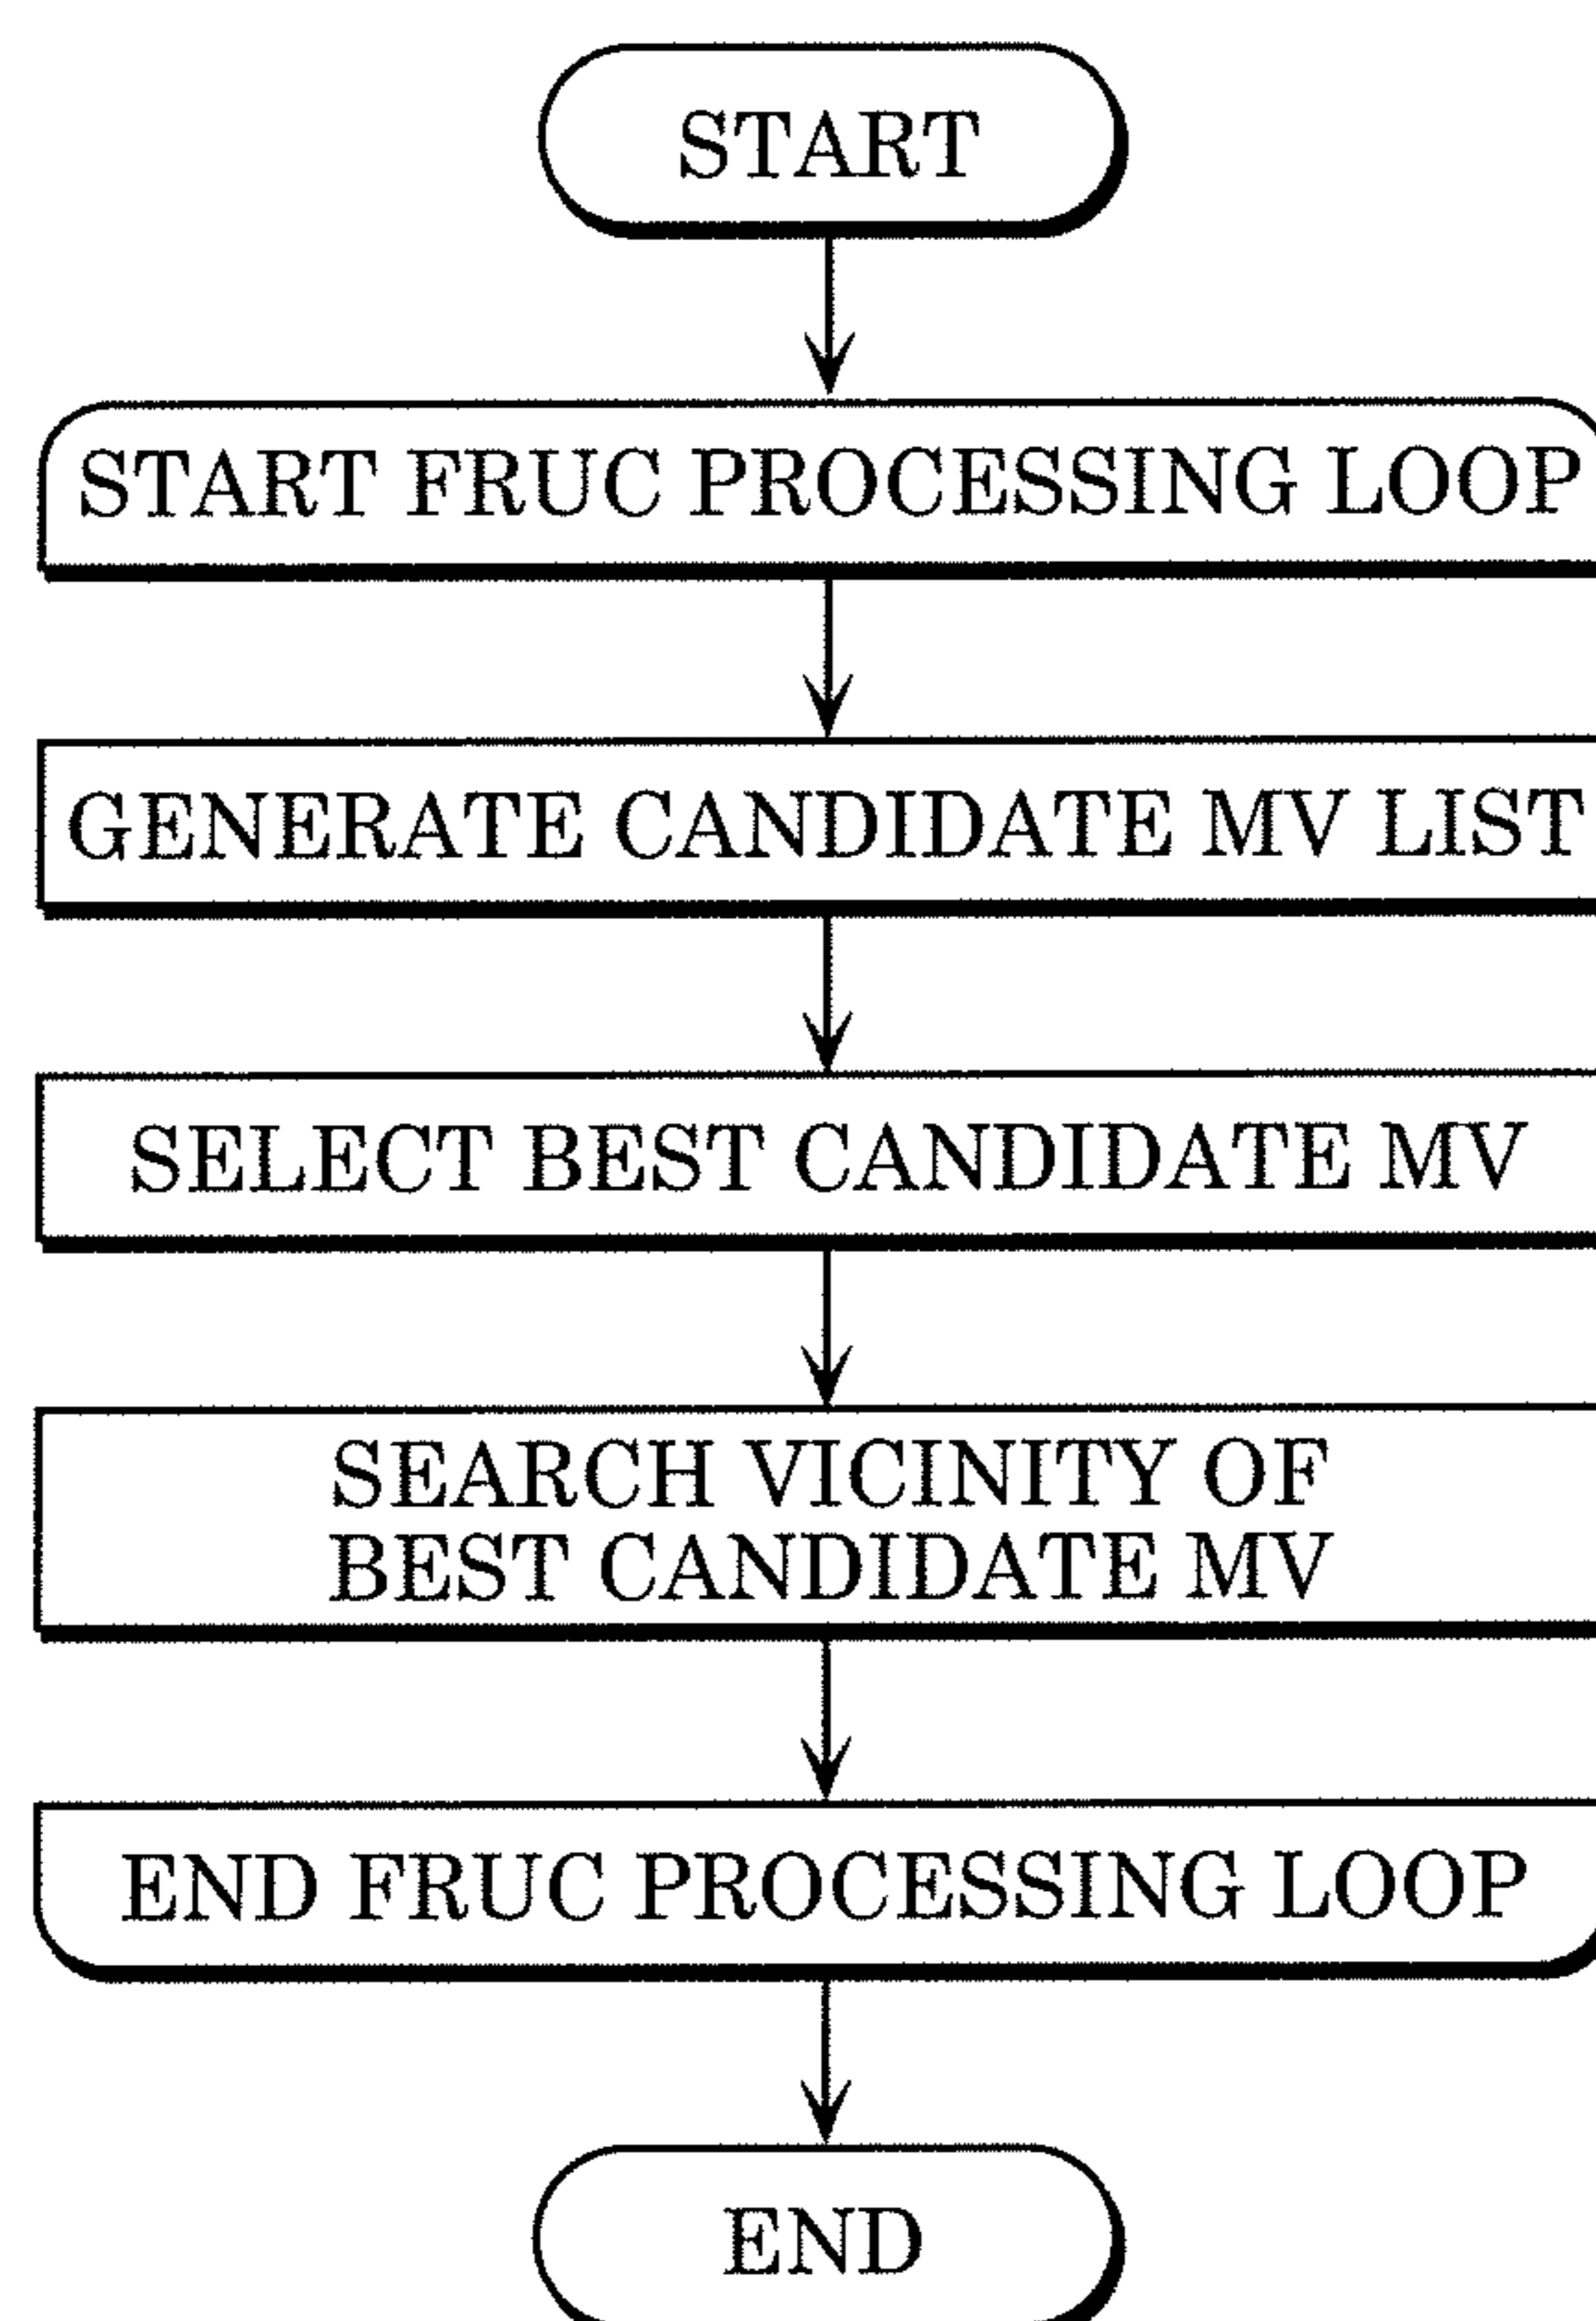 START
START FRUC PROCESSING LOOP
GENERATE CANDIDATE MV LIST
SELECT BEST CANDIDATE MV
SEARCH VICINITY OF
BEST CANDIDATE MV
END FRUC PROCESSING LOOP
END